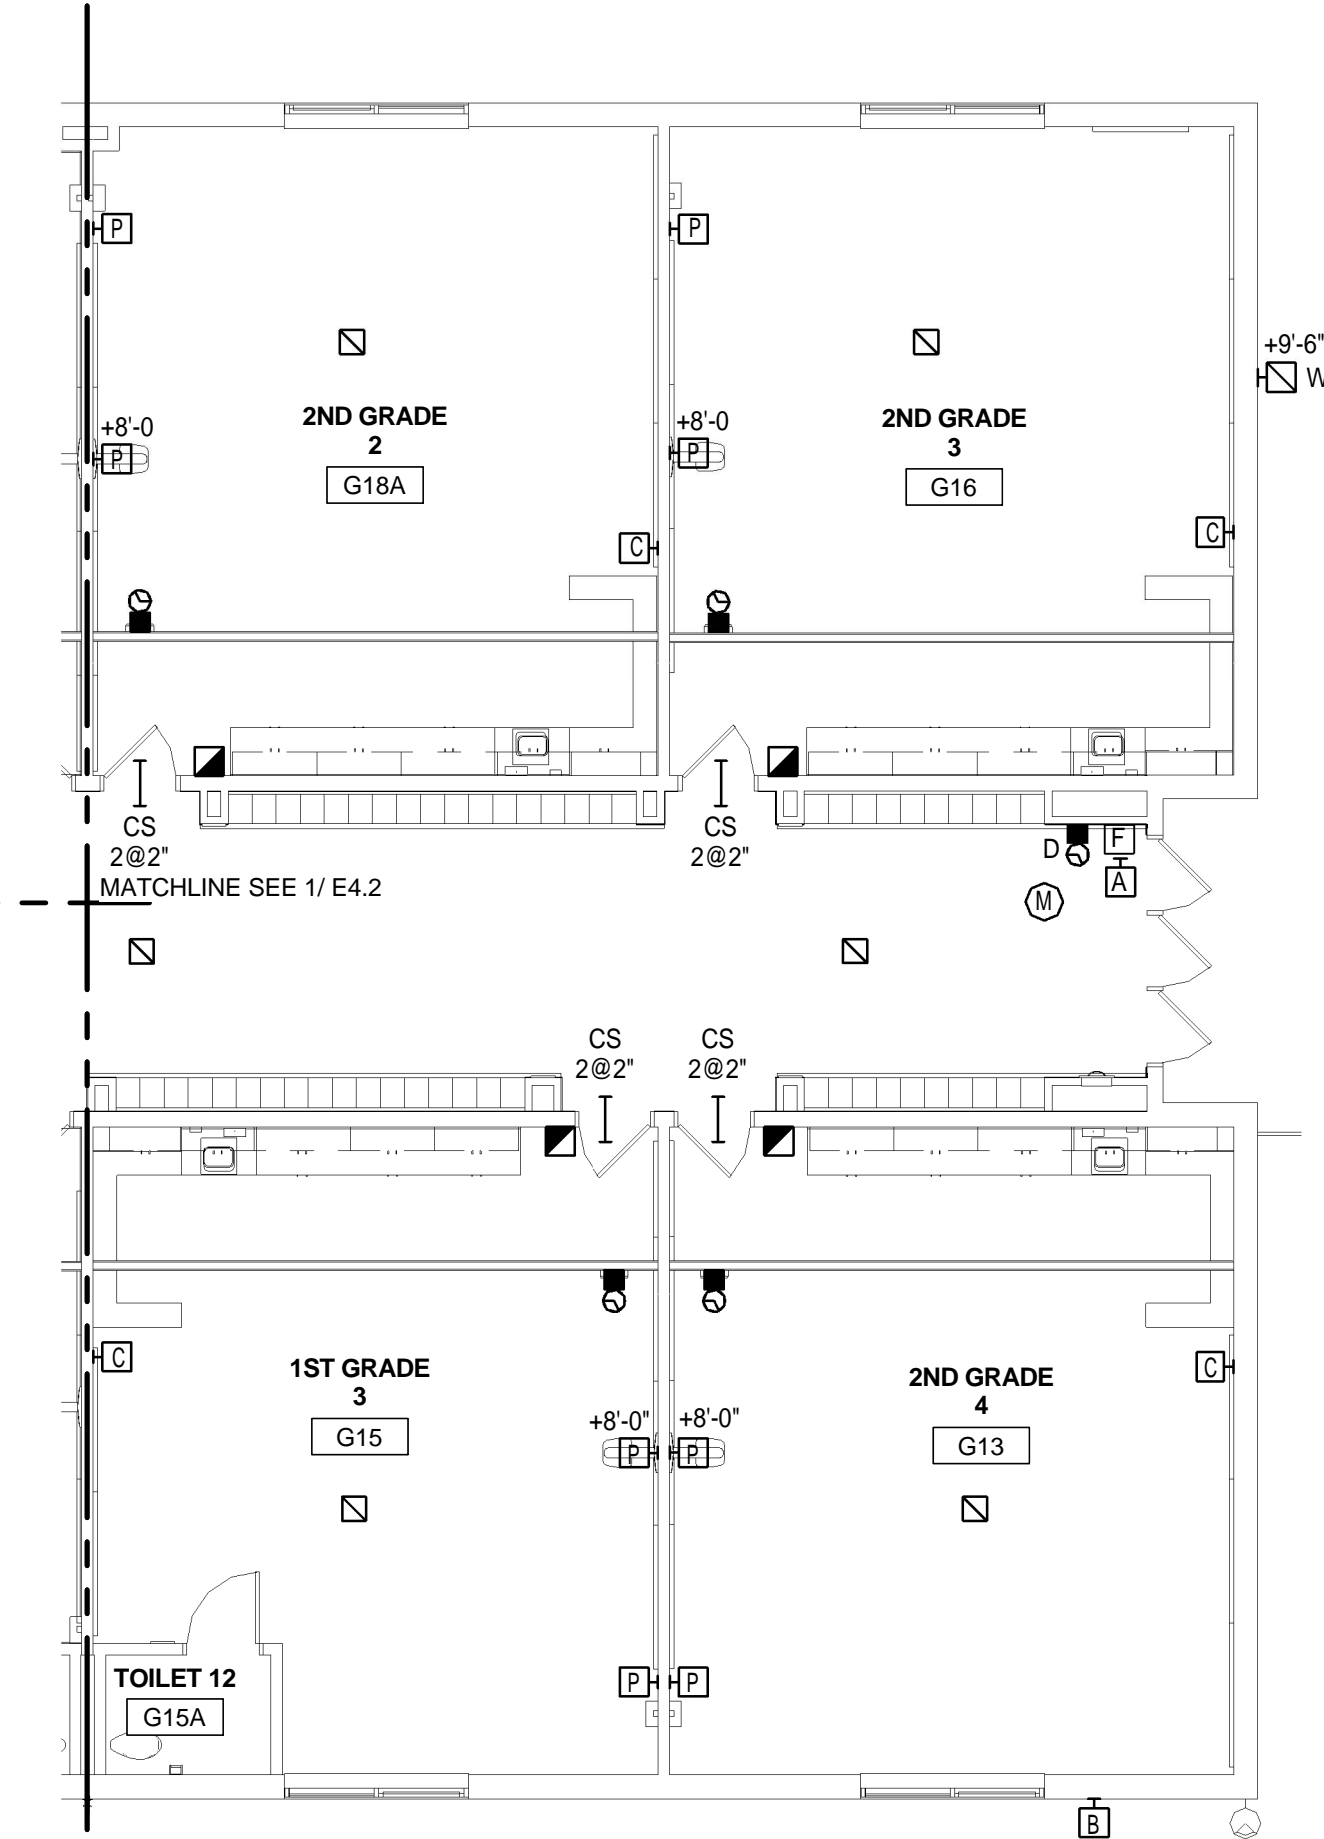 P
P
+9'-6"
W
2ND GRADE
2
G18A
2ND GRADE
3
G16
+8'-0
P
+8'-0
P
C
C
CS
2@2"
CS
2@2"
D
F
A
M
MATCHLINE SEE 1/ E4.2
CS
2@2"
CS
2@2"
C
C
1ST GRADE
3
G15
2ND GRADE
4
G13
+8'-0"
+8'-0"
P
P
P
P
TOILET 12
G15A
B